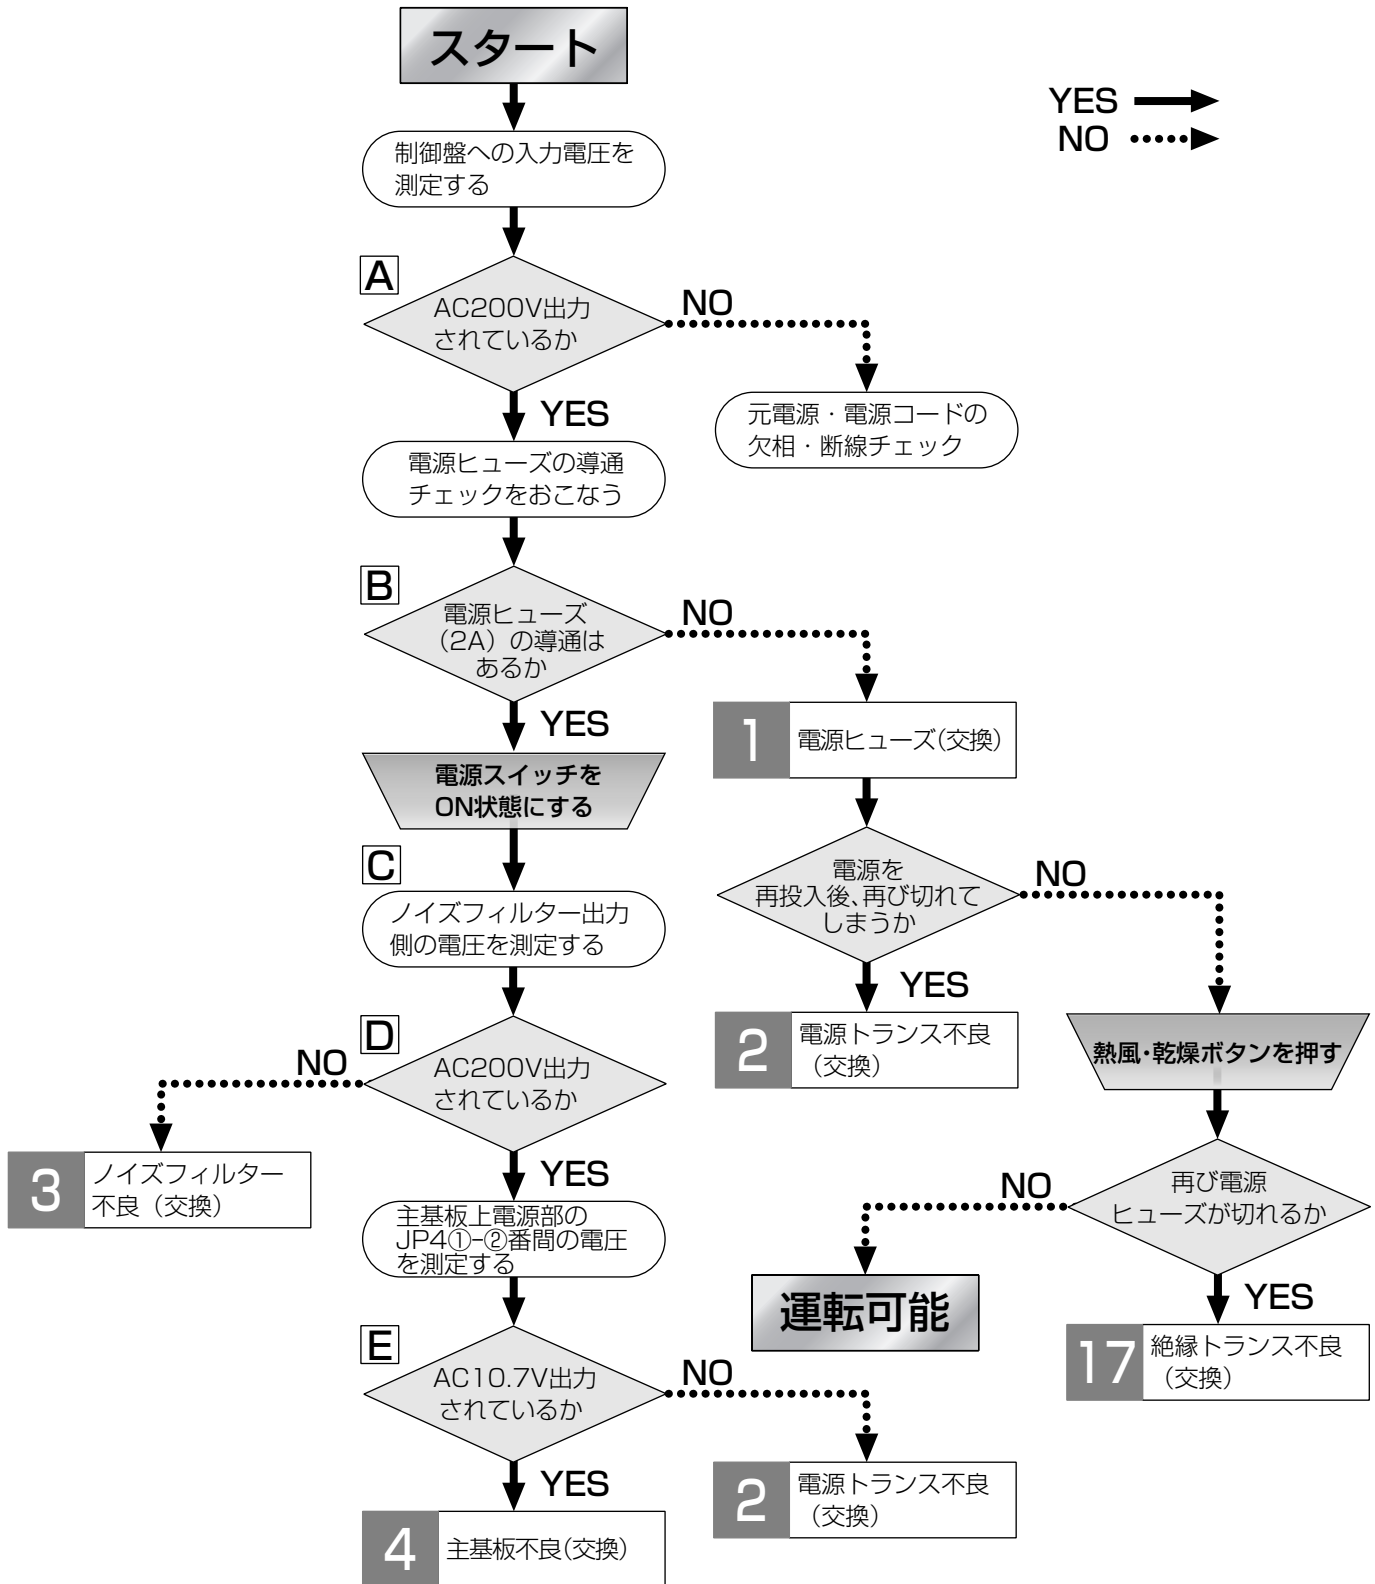 スタート
YES
NO
制御盤への入力電圧を
測定する
A
AC200V出力
されているか
NO
YES
元電源・電源コードの
欠相・断線チェック
電源ヒューズの導通
チェックをおこなう
B
電源ヒューズ
（2A）の導通は
あるか
NO
YES
1
電源ヒューズ（交換）
電源スイッチを
ON状態にする
電源を
再投入後、再び切れて
しまうか
NO
YES
C
ノイズフィルター出力
側の電圧を測定する
2
電源トランス不良
（交換）
熱風・乾燥ボタンを押す
D
AC200V出力
されているか
NO
YES
3
ノイズフィルター
不良（交換）
再び電源
ヒューズが切れるか
NO
YES
主基板上電源部の
JP4①-②番間の電圧
を測定する
運転可能
17
絶縁トランス不良
（交換）
E
AC10.7V出力
されているか
NO
YES
2
電源トランス不良
（交換）
4
主基板不良（交換）